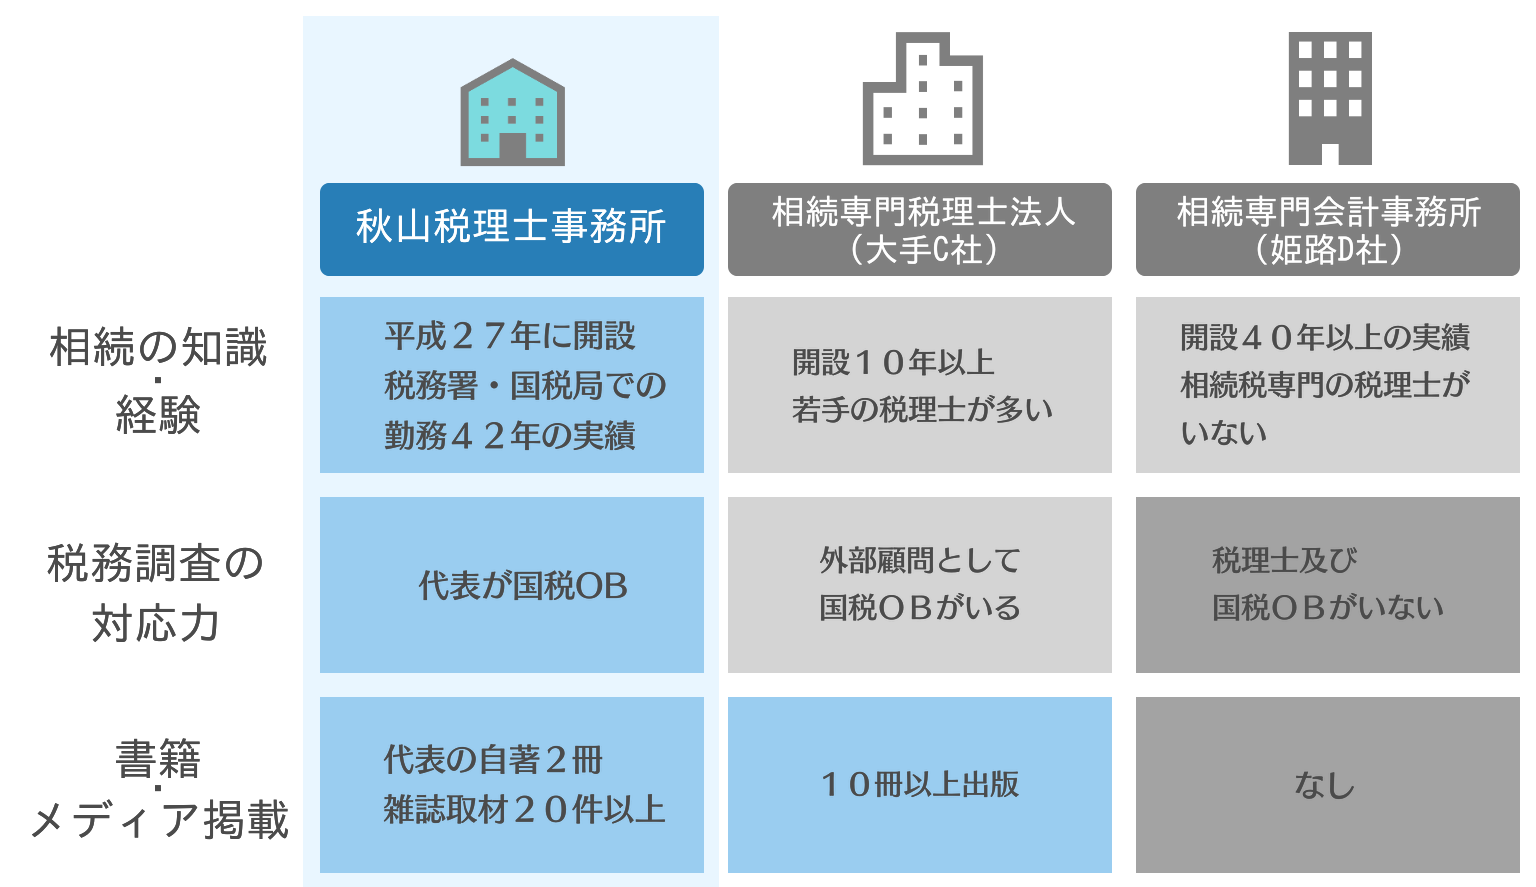 秋山税理士事務所
相続専門税理士法人
（大手C社）
相続専門会計事務所
（姫路D社）
相続の知識
・
経験
平成２７年に開設
税務署・国税局での
勤務４２年の実績
開設１０年以上
若手の税理士が多い
開設４０年以上の実績
相続税専門の税理士が
いない
税務調査の
対応力
代表が国税OB
外部顧問として
国税ＯＢがいる
税理士及び
国税ＯＢがいない
書籍
・
メディア掲載
代表の自著２冊
雑誌取材２０件以上
１０冊以上出版
なし